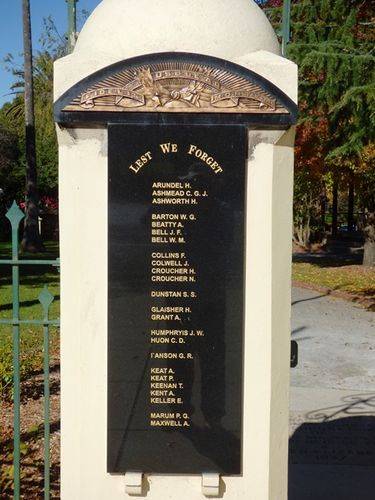 LEST WE FORGET
ARUNDEL H.
ASHMEAD C. G. J.
ASHWORTH H.
BARTON W. G.
BEATTY A.
BELL J. F.
BELL W. M.
COLLINS F.
COLWELL J.
CROUCHER H.
CROUCHER N.
DUNSTAN S. S.
GLAISHER H.
GRANT A.
HUMPHRYIS J. W.
HUON C. D.
I'ANSON G. R.
KEAT A.
KEAT P.
KEENAN T.
KENT A.
KELLER E.
MARUM P. G.
MAXWELL A.